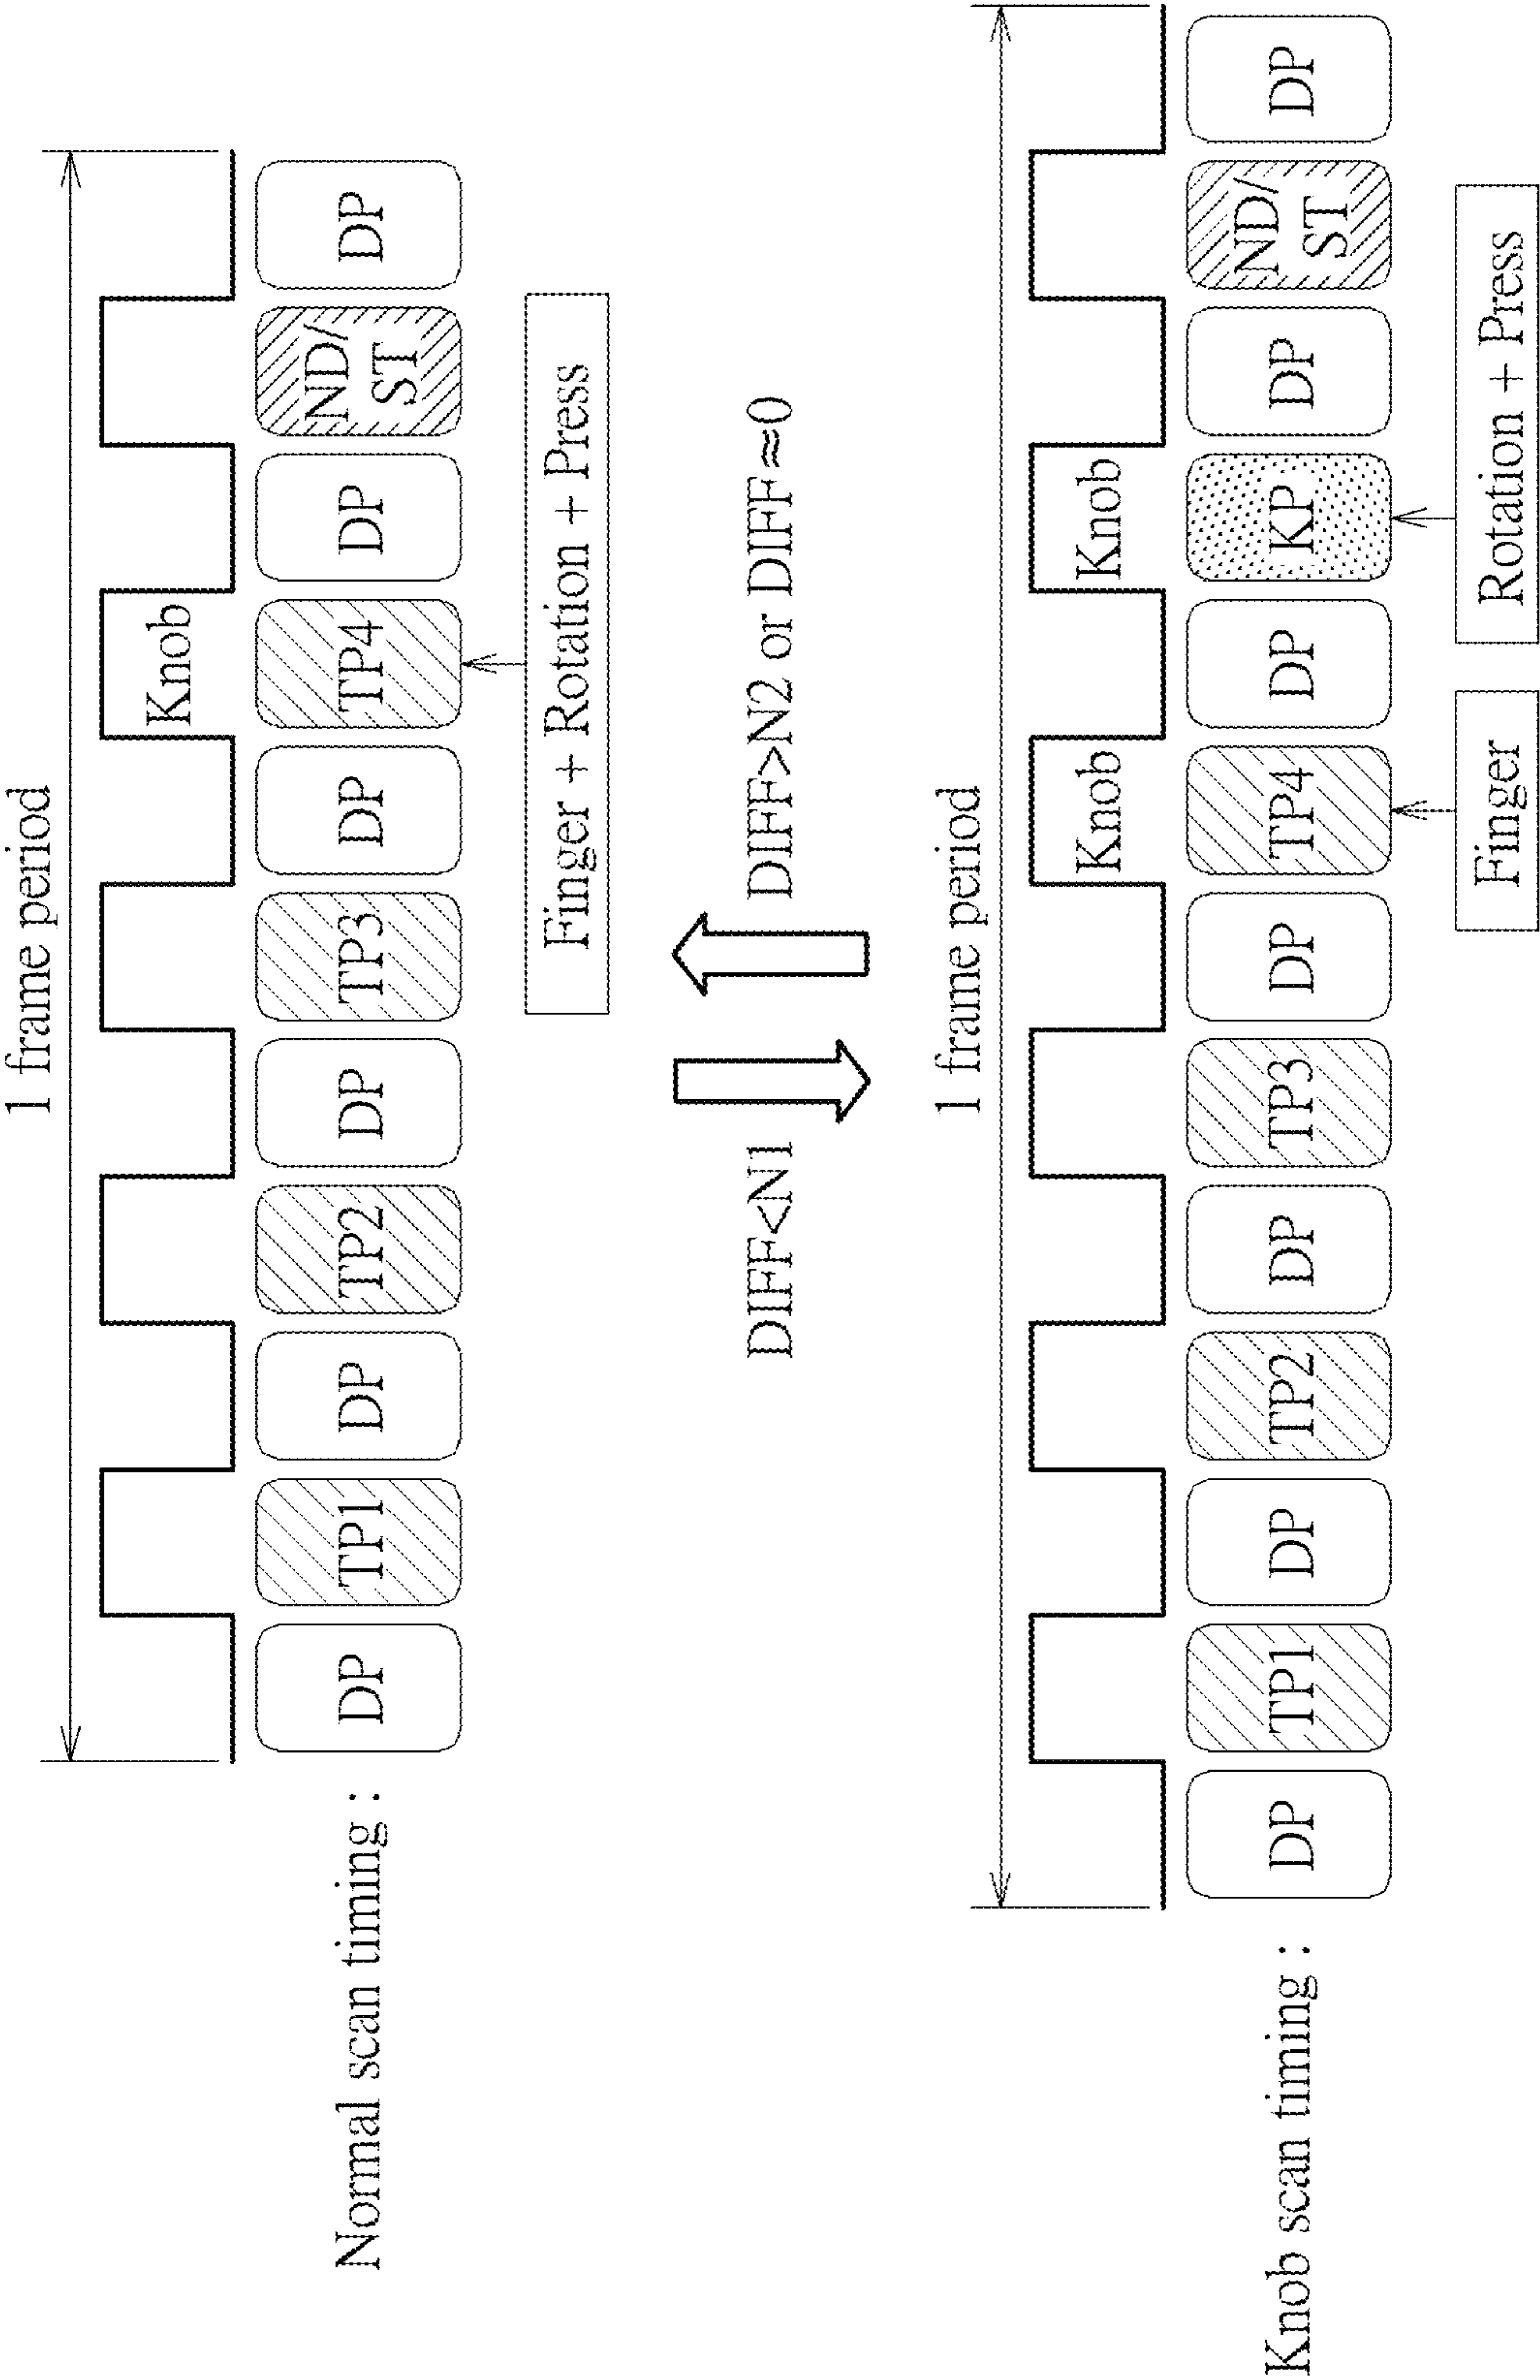 1 frame period
Knob
Normal scan timing :
DP
TP1
DP
TP2
DP
TP3
DP
TP4
DP
ND/
ST
DP
Finger + Rotation + Press
DIFF<N1
DIFF>N2 or DIFF≈0
1 frame period
Knob
Knob
Knob scan timing :
DP
TP1
DP
TP2
DP
TP3
DP
TP4
DP
KP
DP
ND/
ST
DP
Finger
Rotation + Press